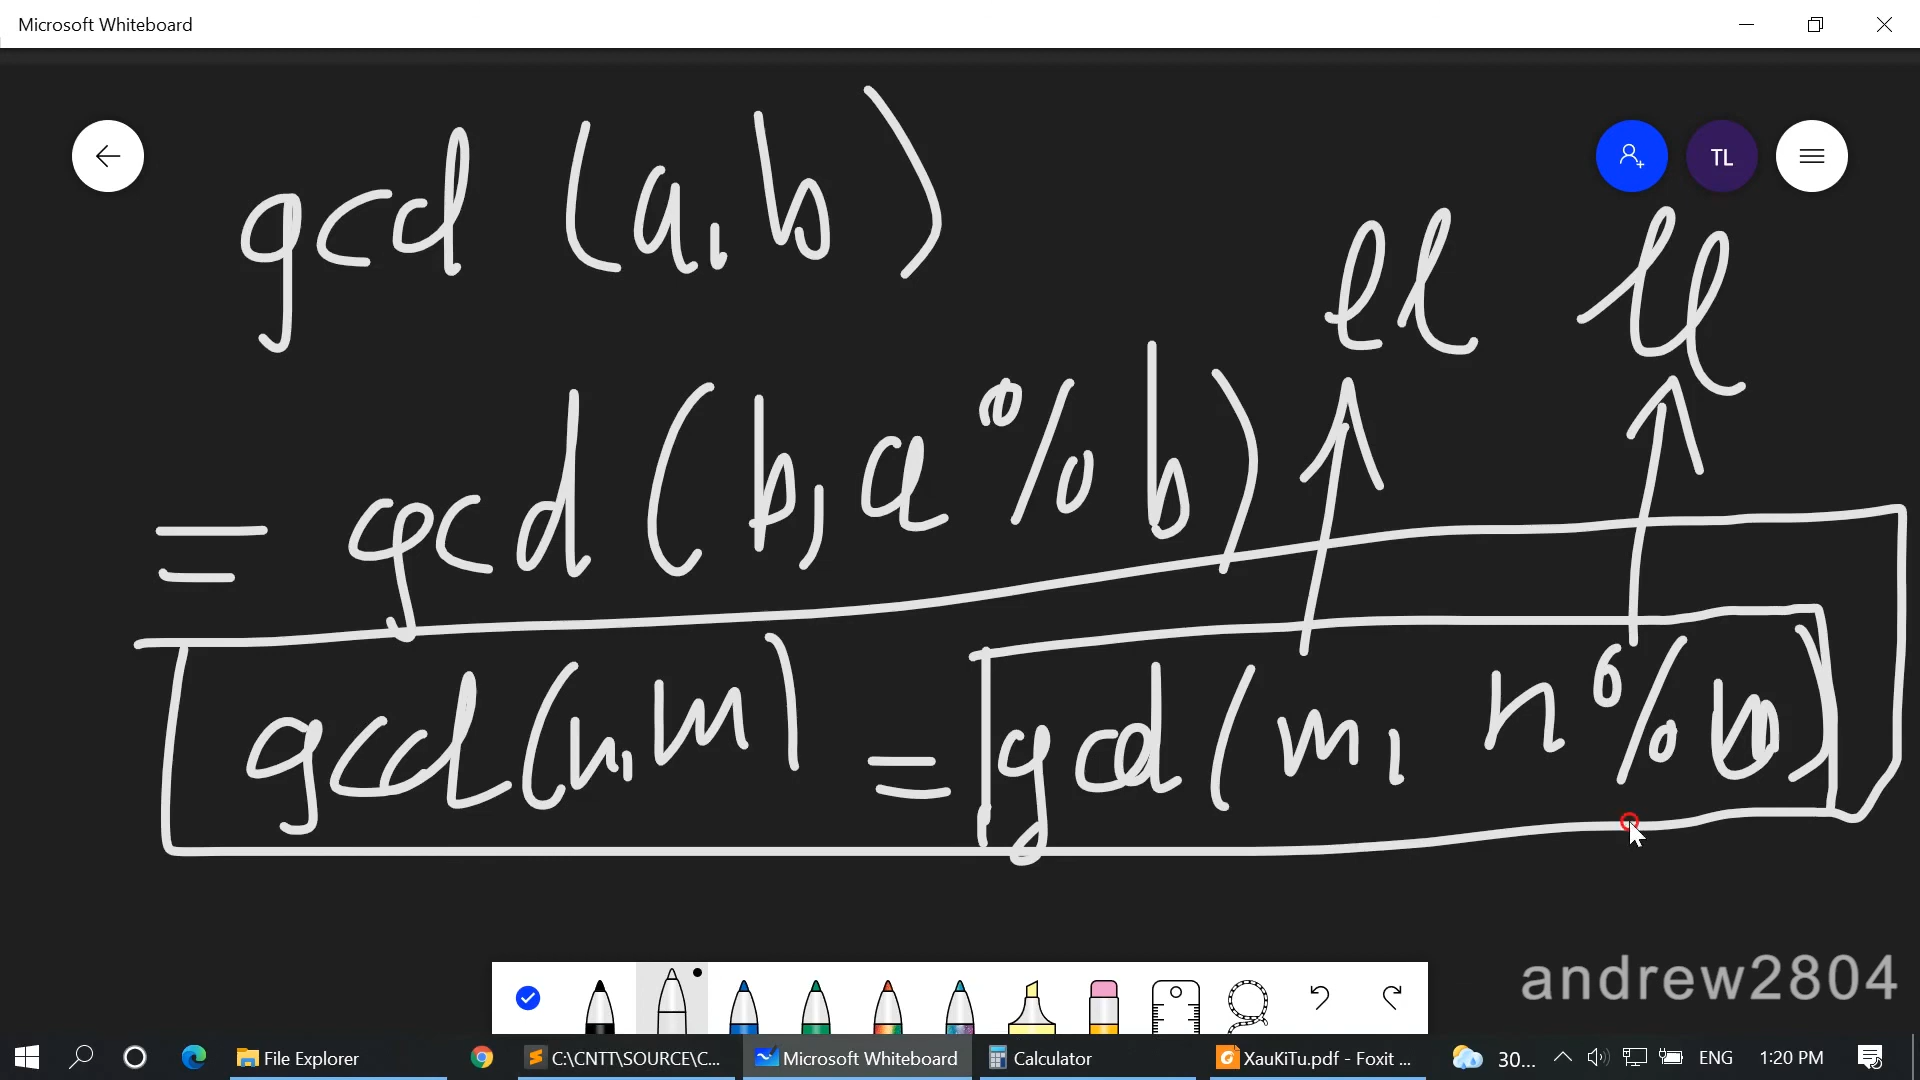 Microsoft Whiteboard
gcd (a, b)
TL
ll ll
= gcd (b, a % b)
gcd(n, m) = gcd(m, n % m)
andrew2804
File Explorer
C:\CNTT\SOURCE\C...
Microsoft Whiteboard
Calculator
XauKiTu.pdf - Foxit ...
30...
ENG
1:20 PM